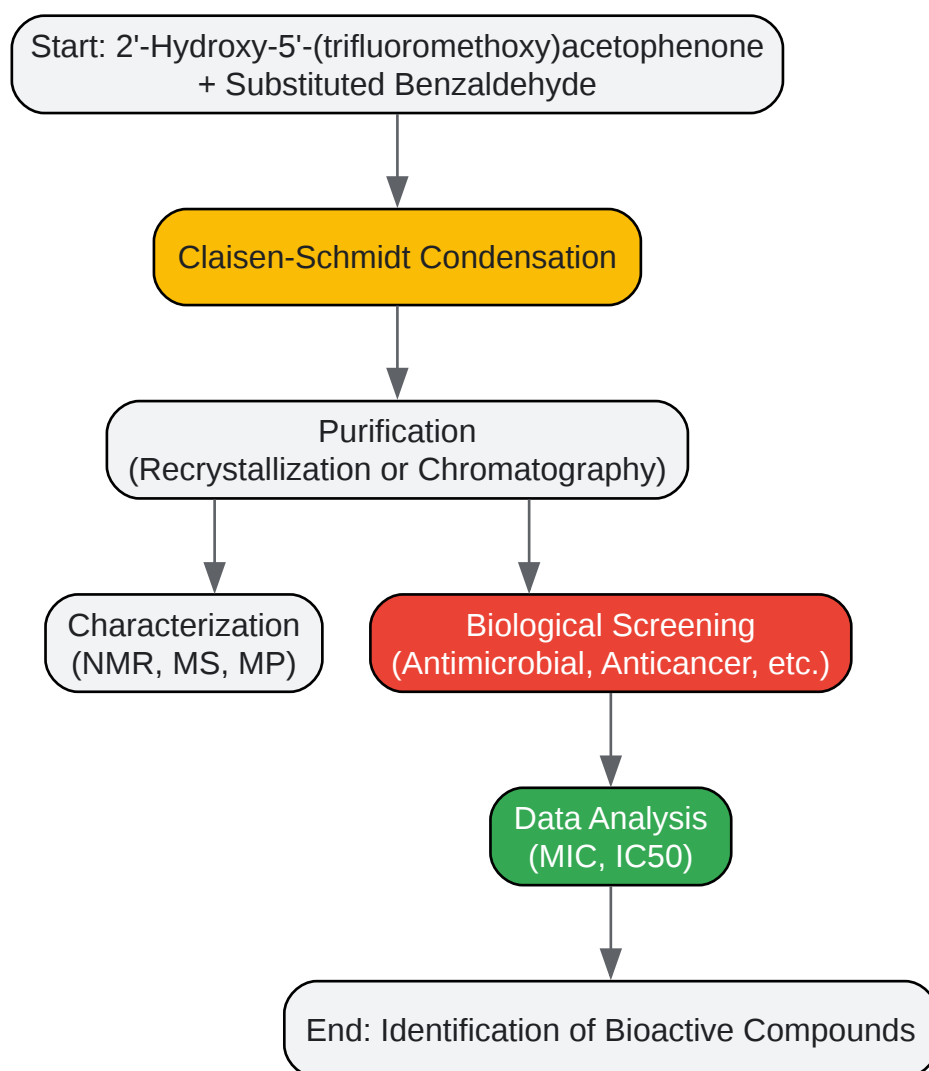 Start: 2'-Hydroxy-5'-(trifluoromethoxy)acetophenone
+ Substituted Benzaldehyde
Claisen-Schmidt Condensation
Purification
(Recrystallization or Chromatography)
Characterization
(NMR, MS, MP)
Biological Screening
(Antimicrobial, Anticancer, etc.)
Data Analysis
(MIC, IC50)
End: Identification of Bioactive Compounds